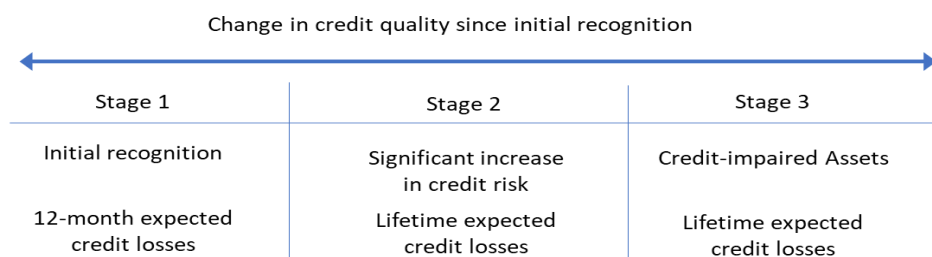 Change in credit quality since initial recognition
Stage 1
Stage 2
Stage 3
Initial recognition
Significant increase
in credit risk
Credit-impaired Assets
12-month expected
credit losses
Lifetime expected
credit losses
Lifetime expected
credit losses